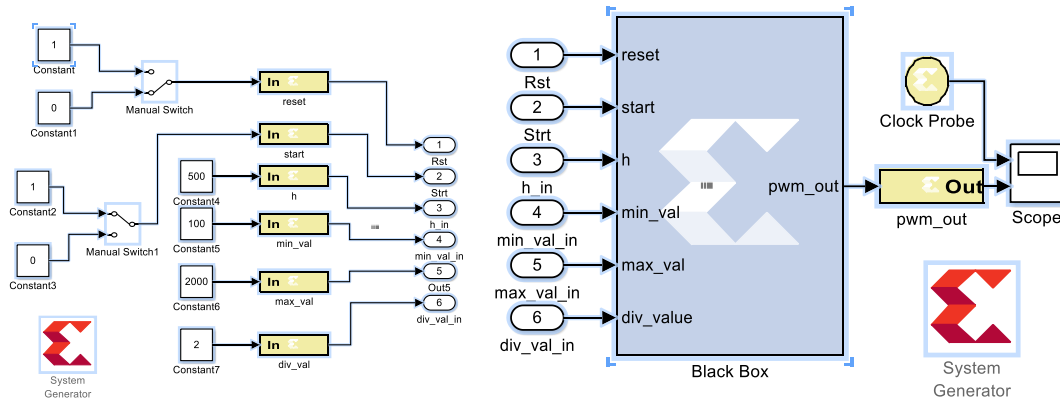 1
Constant
0
Constant1
Manual Switch
In
reset
In
start
1
Constant2
0
Constant3
Manual Switch1
500
Constant4
In
h
100
Constant5
In
min_val
2000
Constant6
In
max_val
2
Constant7
In
div_val
1
Rst
2
Strt
3
h_in
4
min_val_in
5
Out5
6
div_val_in
System
Generator
1
Rst
2
Strt
3
h_in
4
min_val_in
5
max_val_in
6
div_val_in
reset
start
h
min_val
max_val
div_value
pwm_out
Black Box
Clock Probe
Out
pwm_out
Scope
System
Generator